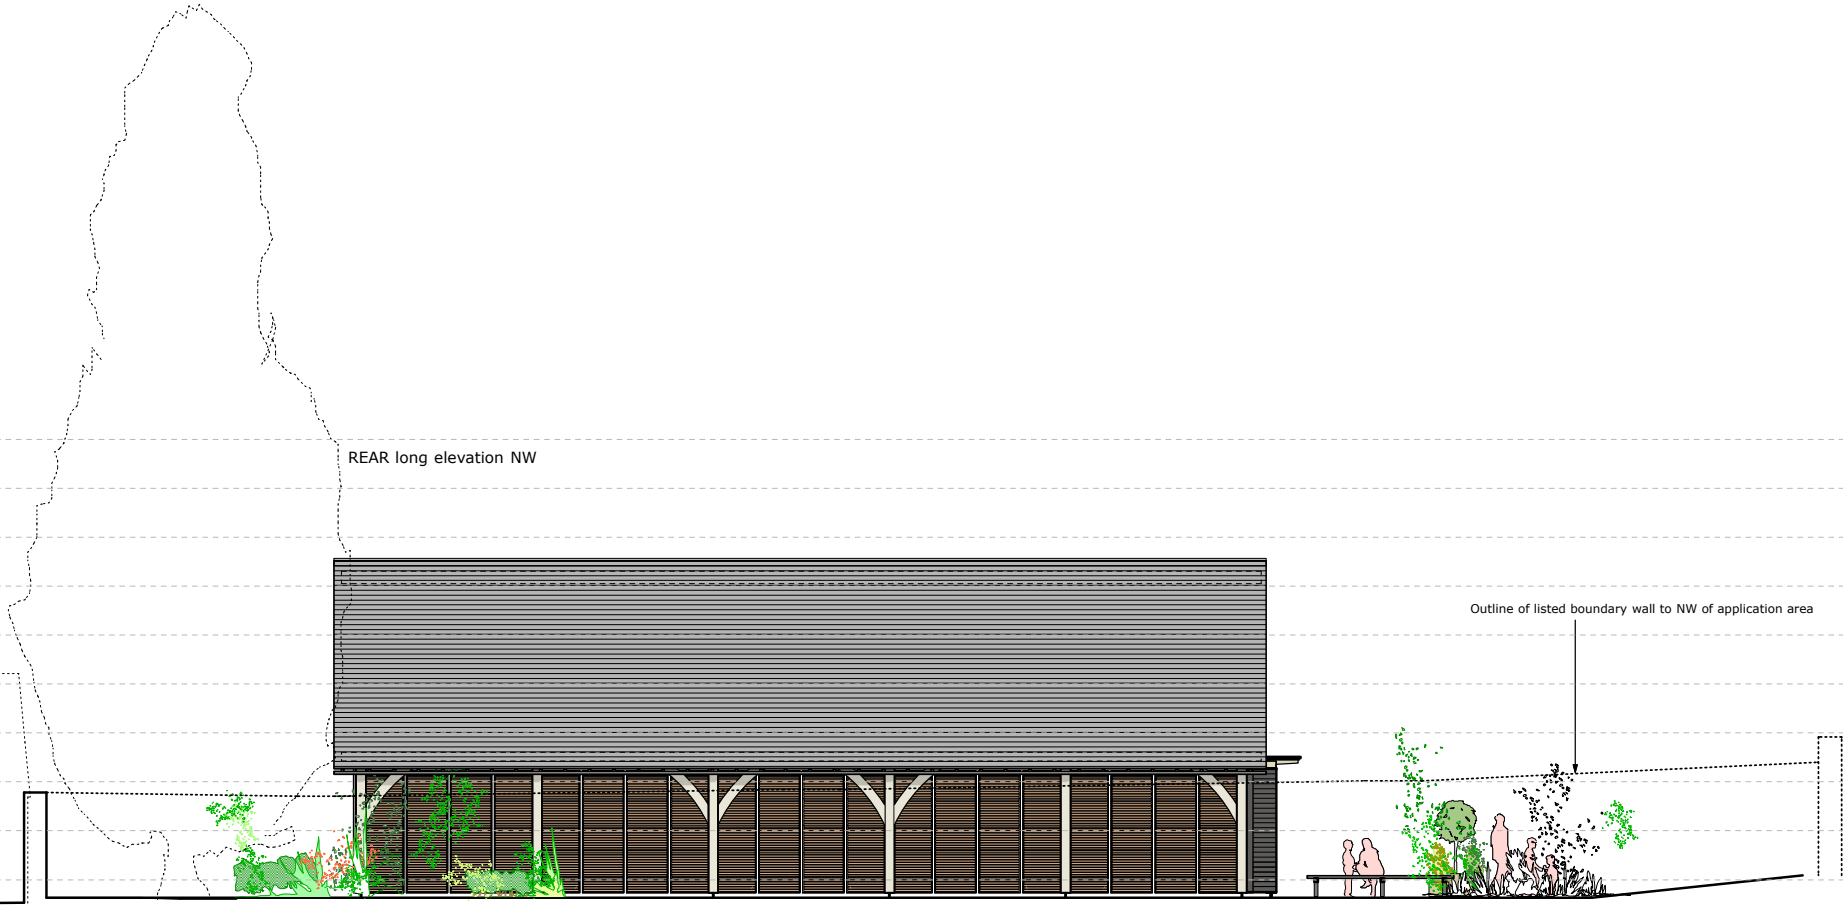 REAR long elevation NW
Outline of listed boundary wall to NW of application area